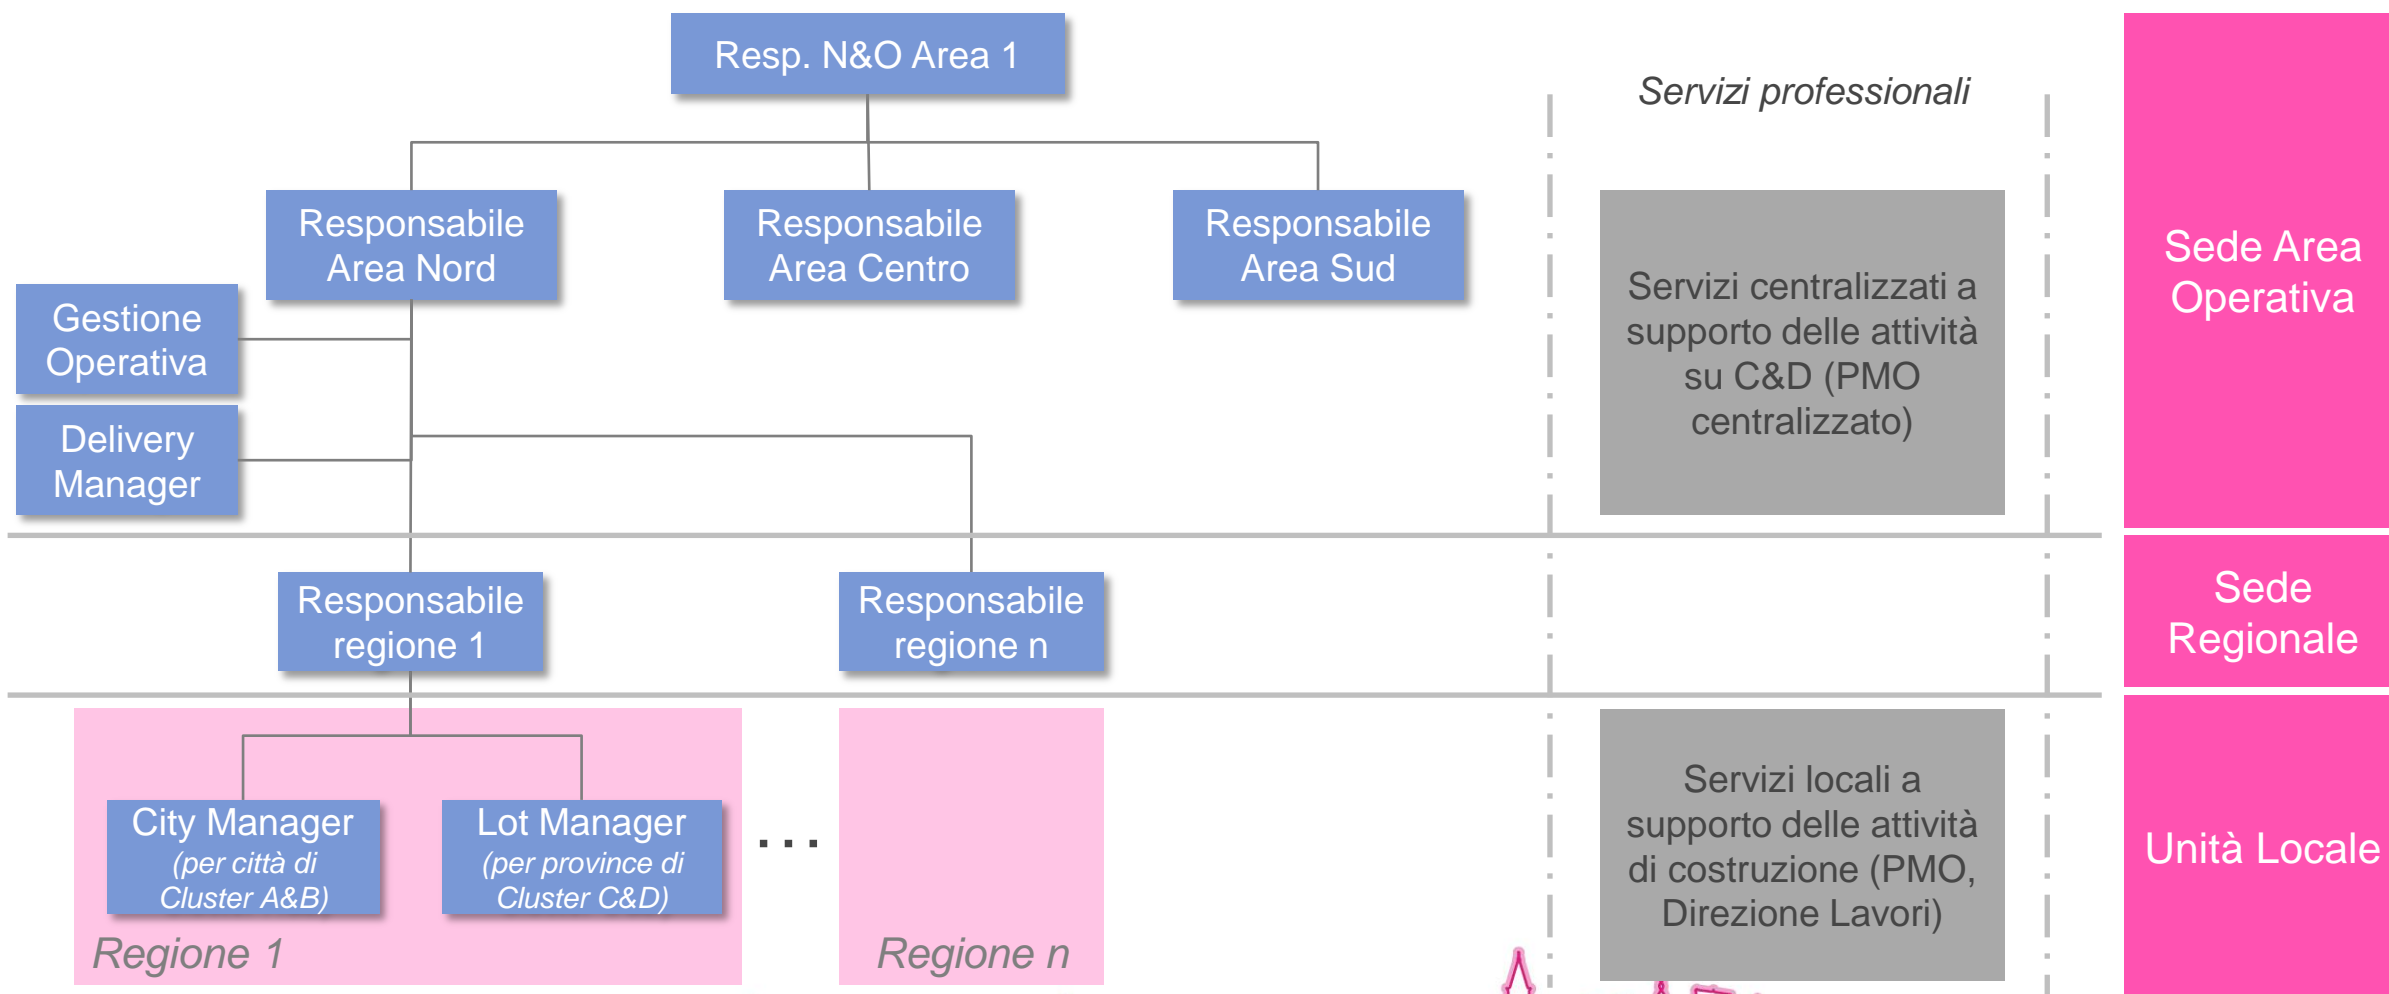 Resp. N&O Area 1
Servizi professionali
Responsabile
Area Nord
Responsabile
Area Centro
Responsabile
Area Sud
Gestione
Operativa
Delivery
Manager
Servizi centralizzati a
supporto delle attività
su C&D (PMO
centralizzato)
Sede Area
Operativa
Responsabile
regione 1
Responsabile
regione n
Sede
Regionale
City Manager
(per città di
Cluster A&B)
Lot Manager
(per province di
Cluster C&D)
...
Regione 1
Regione n
Servizi locali a
supporto delle attività
di costruzione (PMO,
Direzione Lavori)
Unità Locale